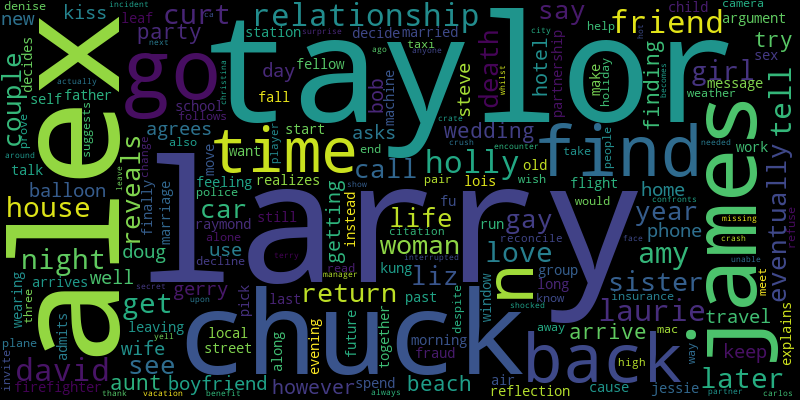 denise
kiss
new
leaf
curt
station
party
incident
relationship
say
decide
married
taxi
help
friend
child
camera
argument
try
city
alex
go
taylor
couple
decides
self
father
school
follows
day
fellow
fall
bob
machine
steve
death
hotel
partnership
make
holiday
finding
girl
message
sex
weather
tell
prove
suggests
christina
ago
anyone
whilst
next
surprise
hot
becomes
around
talk
balloon
reveals
agrees
also
move
time
player
start
end
asks
wedding
find
people
take
needed
work
actually
change
want
call
holly
old
flight
home
james
house
finally
marriage
feeling
police
realizes
pair
lois
wish
would
year
phone
missing
night
doug
car
raymond
still
alone
use
decline
larry
getting
instead
life
citation
fu
woman
kung
run
gay
reconcile
love
group
long
know
amy
sister
confronts
face
crash
unable
refuse
eventually
arrives
well
three
wearing
gerry
pick
last
read
interrupted
liz
past
n
window
despite
insurance
laurie
travel
meet
explains
get
secret
upon
ferry
manager
return
chuck
shocked
arrive
admits
leaving
local
street
evening
along
future
together
morning
fraud
away
mac
way
later
plane
invite
david
see
wife
yell
back
high
keep
firefighter
aunt
boyfriend
however
spend
always
beach
air
reflection
cause
jessie
partner
carlos
thank
vacation
benefit